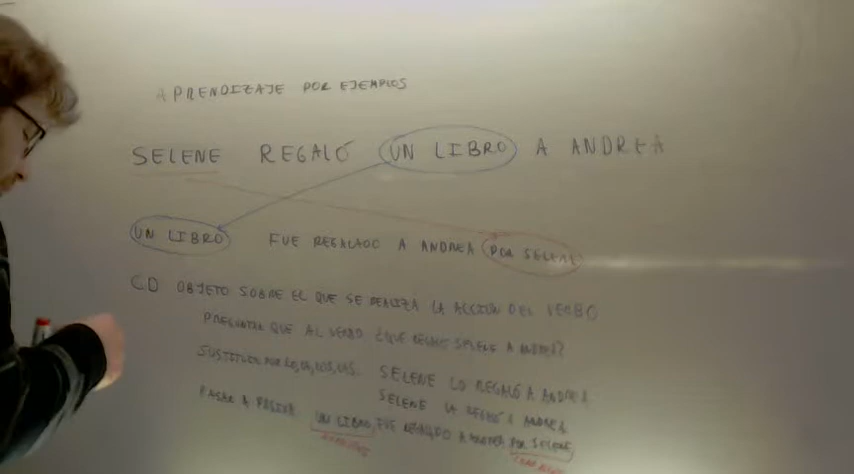 APRENDIZAJE POR EJEMPLOS
SELENE REGALÓ UN LIBRO A ANDREA
UN LIBRO FUE REGALADO A ANDREA POR SELENE
CD OBJETO SOBRE EL QUE SE REALIZA LA ACCIÓN DEL VERBO
PREGUNTAR QUE AL VERBO ¿QUE REGALÓ SELENE A ANDREA?
SUSTITUIR POR LO, LA, LOS, LAS. SELENE LO REGALÓ A ANDREA
SELENE LA REGALÓ A ANDREA
PASAR A PASIVA UN LIBRO FUE REGALADO A ANDREA POR SELENE